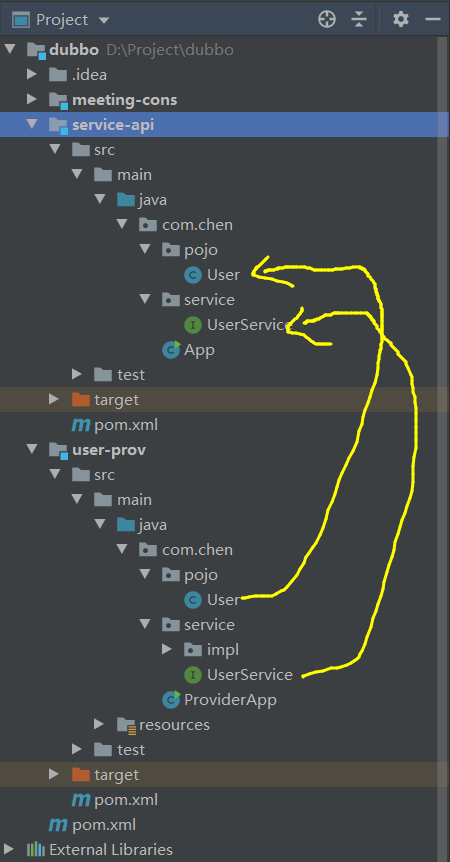 Project
dubbo D:\Project\dubbo
.idea
meeting-cons
service-api
src
main
java
com.chen
pojo
User
service
UserService
App
test
target
pom.xml
user-prov
src
main
java
com.chen
pojo
User
service
impl
UserService
ProviderApp
resources
test
target
pom.xml
pom.xml
External Libraries